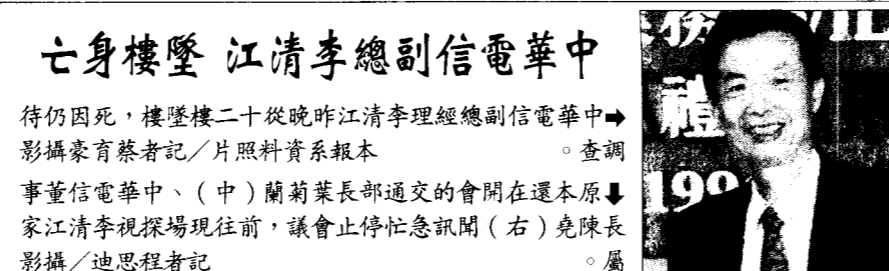 中華電信副總李清江 墜樓身亡
➡中華電信副總經理李清江昨晚從十二樓墜樓，死因仍待
調查。 本報系資料照片／記者蔡育豪攝影
⬇原本還在開會的交通部長葉菊蘭（中）、中華電信董事
長陳堯（右）聞訊急忙停止會議，前往現場探視李清江家
屬。 記者程思迪／攝影
禮
199